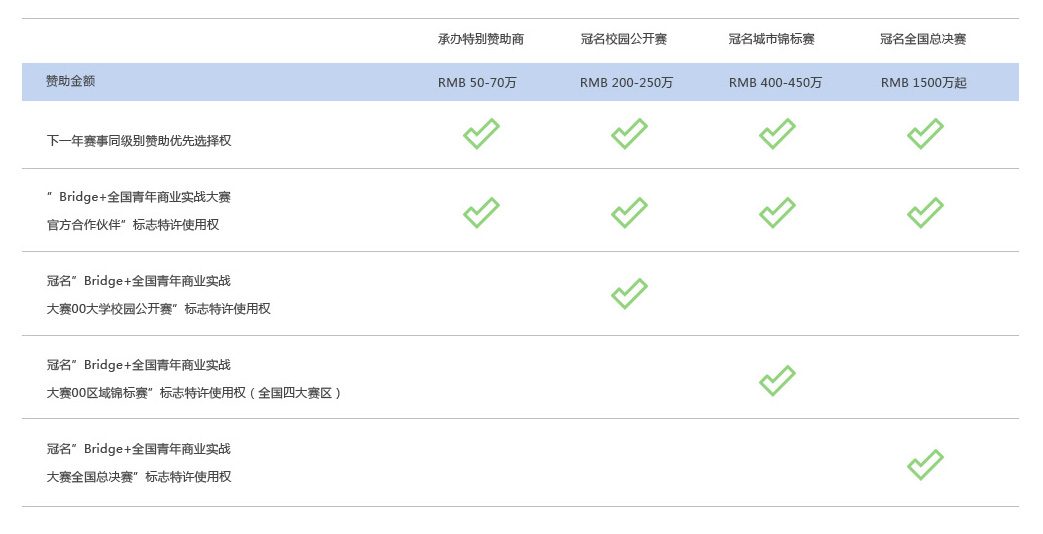 承办特别赞助商 冠名校园公开赛 冠名城市锦标赛 冠名全国总决赛
赞助金额 RMB 50-70万 RMB 200-250万 RMB 400-450万 RMB 1500万起
下一年赛事同级别赞助优先选择权
”Bridge+全国青年商业实战大赛
官方合作伙伴”标志特许使用权
冠名”Bridge+全国青年商业实战
大赛00大学校园公开赛”标志特许使用权
冠名”Bridge+全国青年商业实战
大赛00区域锦标赛”标志特许使用权（全国四大赛区）
冠名”Bridge+全国青年商业实战
大赛全国总决赛”标志特许使用权